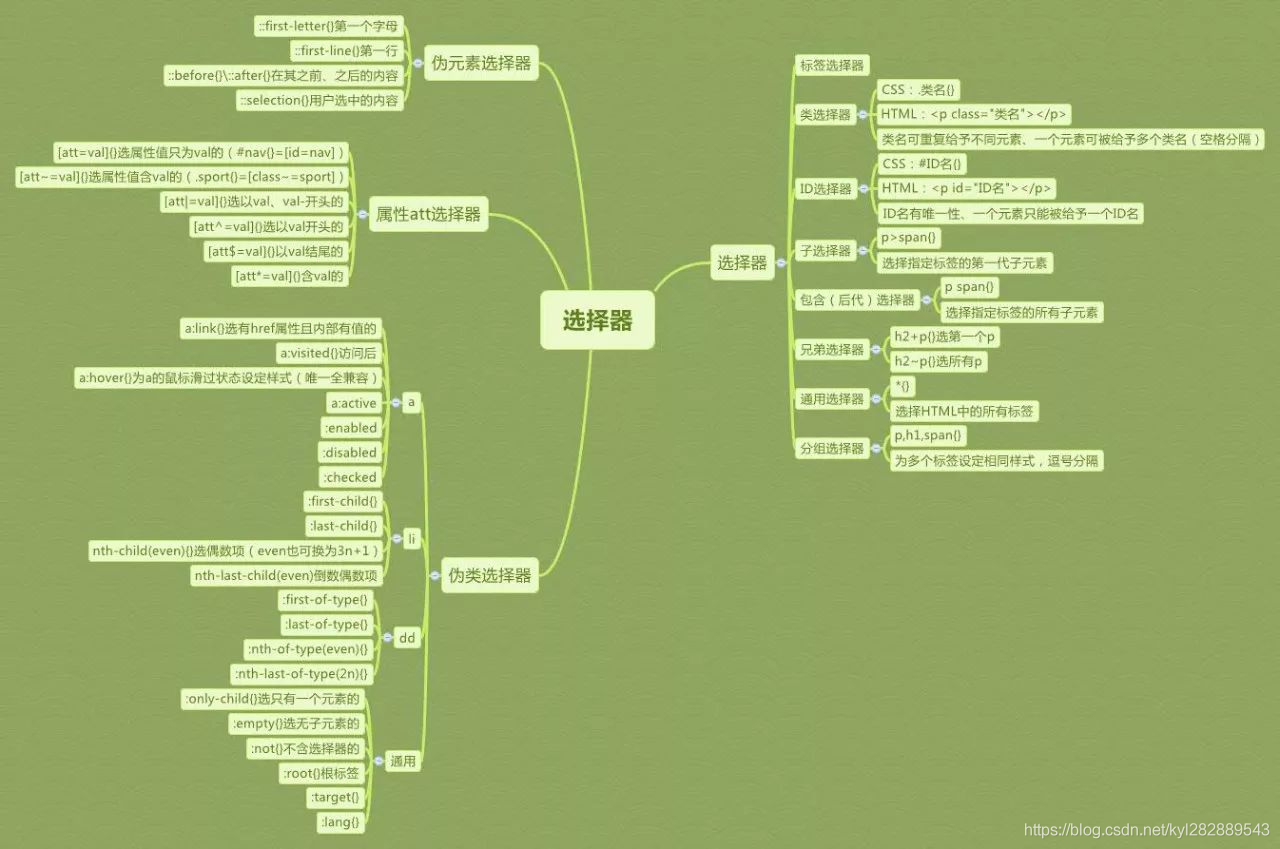 选择器
伪元素选择器
::first-letter{}第一个字母
::first-line{}第一行
::before{}\::after{}在其之前、之后的内容
::selection{}用户选中的内容
属性att选择器
[att=val]{}选属性值只为val的（#nav{}=[id=nav]）
[att~=val]{}选属性值含val的（.sport{}=[class~=sport]）
[att|=val]{}选以val、val-开头的
[att^=val]{}选以val开头的
[att$=val]{}以val结尾的
[att*=val]{}含val的
伪类选择器
a
a:link{}选有href属性且内部有值的
a:visited{}访问后
a:hover{}为a的鼠标滑过状态设定样式（唯一全兼容）
a:active
:enabled
:disabled
:checked
li
:first-child{}
:last-child{}
nth-child(even){}选偶数项（even也可换为3n+1）
nth-last-child(even)倒数偶数项
dd
:first-of-type{}
:last-of-type{}
:nth-of-type(even){}
:nth-last-of-type(2n){}
通用
:only-child{}选只有一个元素的
:empty{}选无子元素的
:not{}不含选择器的
:root{}根标签
:target{}
:lang{}
选择器
标签选择器
类选择器
CSS：.类名{}
HTML：<p class="类名"></p>
类名可重复给予不同元素、一个元素可被给予多个类名（空格分隔）
ID选择器
CSS：#ID名{}
HTML：<p id="ID名"></p>
ID名有唯一性、一个元素只能被给予一个ID名
子选择器
p>span{}
选择指定标签的第一代子元素
包含（后代）选择器
p span{}
选择指定标签的所有子元素
兄弟选择器
h2+p{}选第一个p
h2~p{}选所有p
通用选择器
*{}
选择HTML中的所有标签
分组选择器
p,h1,span{}
为多个标签设定相同样式，逗号分隔
https://blog.csdn.net/kyl282889543